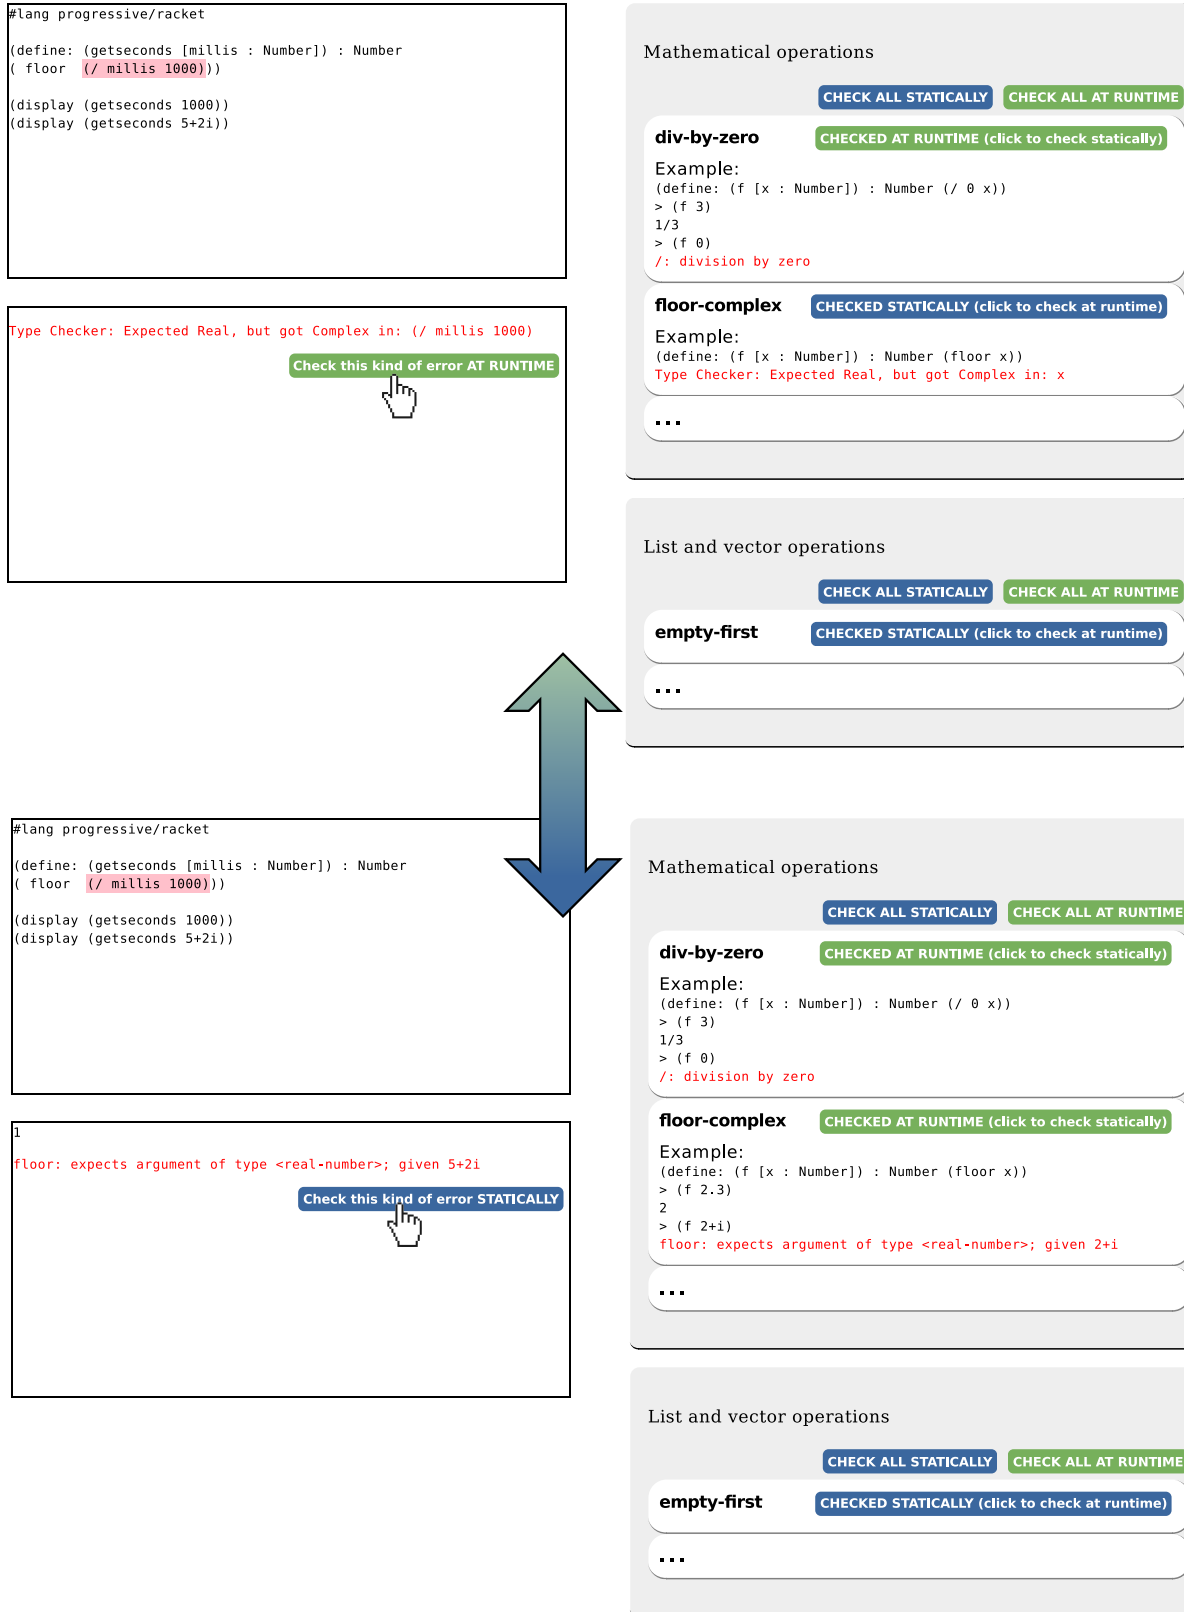 #lang progressive/racket
(define: (getseconds [millis : Number]) : Number
( floor  (/ millis 1000)))
(display (getseconds 1000))
(display (getseconds 5+2i))
Type Checker: Expected Real, but got Complex in: (/ millis 1000)
Check this kind of error AT RUNTIME
Mathematical operations
CHECK ALL STATICALLY CHECK ALL AT RUNTIME
div-by-zero CHECKED AT RUNTIME (click to check statically)
Example:
(define: (f [x : Number]) : Number (/ 0 x))
> (f 3)
1/3
> (f 0)
/: division by zero
floor-complex CHECKED STATICALLY (click to check at runtime)
Example:
(define: (f [x : Number]) : Number (floor x))
Type Checker: Expected Real, but got Complex in: x
...
List and vector operations
CHECK ALL STATICALLY CHECK ALL AT RUNTIME
empty-first CHECKED STATICALLY (click to check at runtime)
...
#lang progressive/racket
(define: (getseconds [millis : Number]) : Number
( floor  (/ millis 1000)))
(display (getseconds 1000))
(display (getseconds 5+2i))
1
floor: expects argument of type <real-number>; given 5+2i
Check this kind of error STATICALLY
Mathematical operations
CHECK ALL STATICALLY CHECK ALL AT RUNTIME
div-by-zero CHECKED AT RUNTIME (click to check statically)
Example:
(define: (f [x : Number]) : Number (/ 0 x))
> (f 3)
1/3
> (f 0)
/: division by zero
floor-complex CHECKED AT RUNTIME (click to check statically)
Example:
(define: (f [x : Number]) : Number (floor x))
> (f 2.3)
2
> (f 2+i)
floor: expects argument of type <real-number>; given 2+i
...
List and vector operations
CHECK ALL STATICALLY CHECK ALL AT RUNTIME
empty-first CHECKED STATICALLY (click to check at runtime)
...